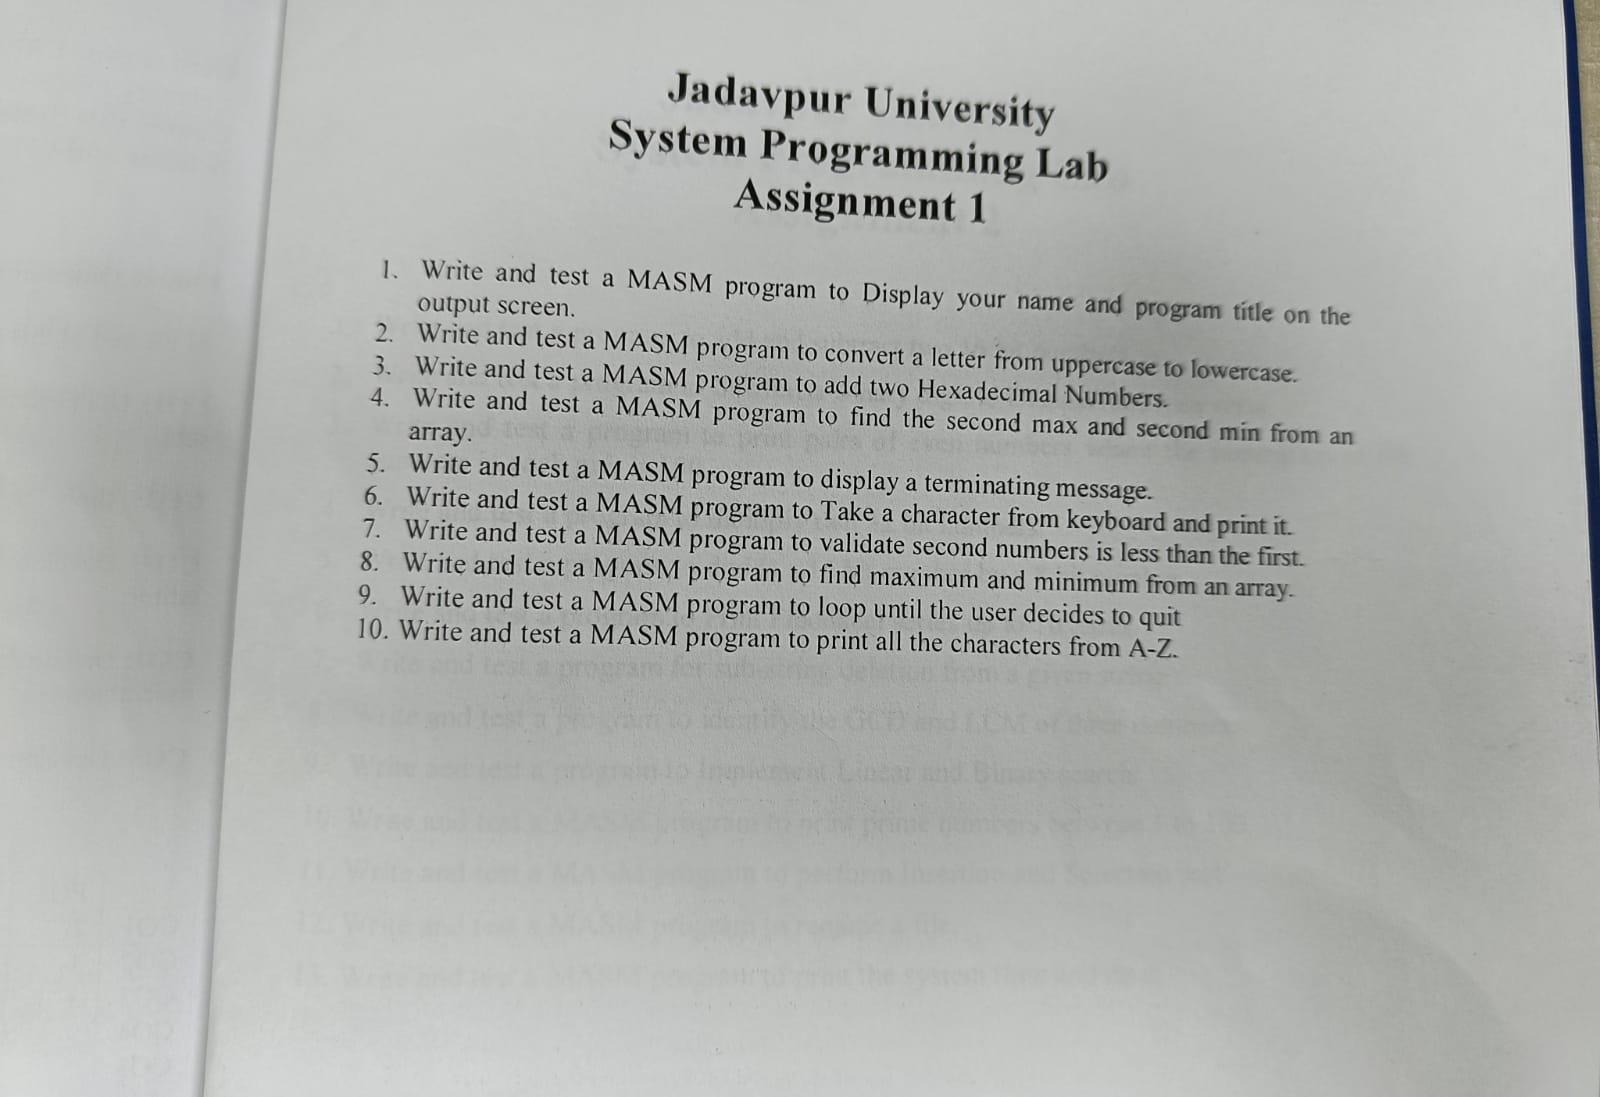 Jadavpur University
System Programming Lab
Assignment 1
1. Write and test a MASM program to Display your name and program title on the
output screen.
2. Write and test a MASM program to convert a letter from uppercase to lowercase.
3. Write and test a MASM program to add two Hexadecimal Numbers.
4. Write and test a MASM program to find the second max and second min from an
array.
5. Write and test a MASM program to display a terminating message.
6. Write and test a MASM program to Take a character from keyboard and print it.
7. Write and test a MASM program to validate second numbers is less than the first.
8. Write and test a MASM program to find maximum and minimum from an array.
9. Write and test a MASM program to loop until the user decides to quit
10. Write and test a MASM program to print all the characters from A-Z.